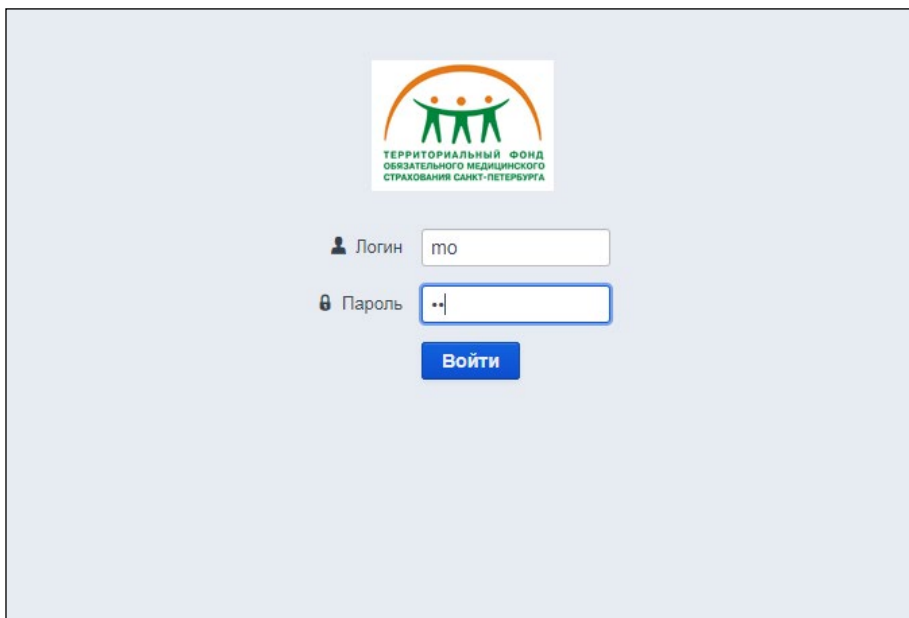 ТЕРРИТОРИАЛЬНЫЙ ФОНД
ОБЯЗАТЕЛЬНОГО МЕДИЦИНСКОГО
СТРАХОВАНИЯ САНКТ-ПЕТЕРБУРГА
Логин mo
Пароль ••
Войти